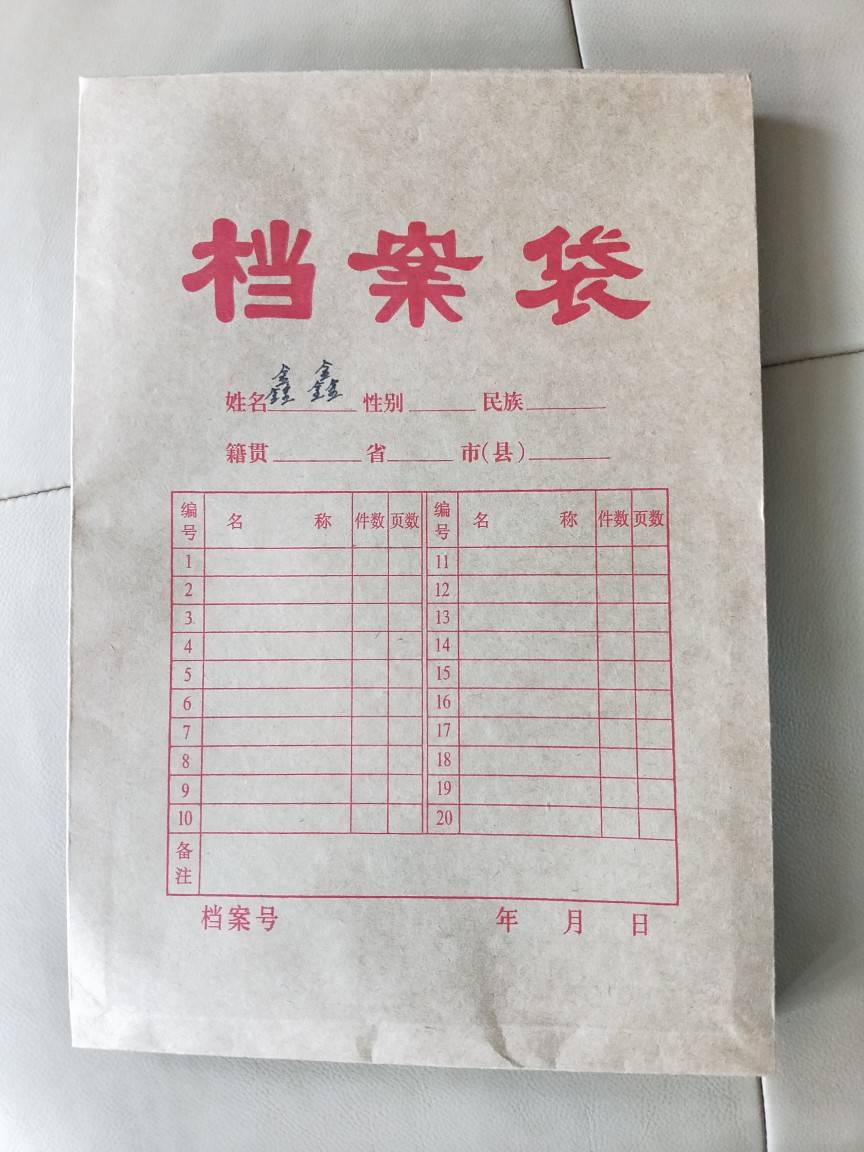 档案袋
姓名鑫鑫 性别 民族
籍贯 省 市(县)
编号 名称 件数 页数 编号 名称 件数 页数
1 11
2 12
3 13
4 14
5 15
6 16
7 17
8 18
9 19
10 20
备注
档案号 年 月 日